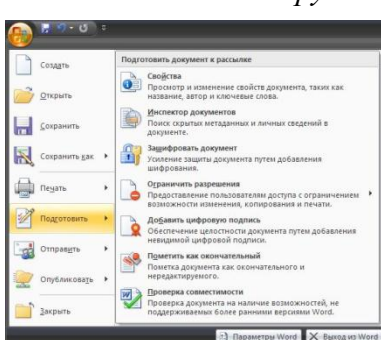 Создать
Открыть
Сохранить
Сохранить как
Печать
Подготовить
Отправить
Опубликовать
Закрыть
Подготовить документ к рассылке
Свойства
Просмотр и изменение свойств документа, таких как
название, автор и ключевые слова.
Инспектор документов
Поиск скрытых метаданных и личных сведений в
документе.
Зашифровать документ
Усиление защиты документа путем добавления
шифрования.
Ограничить разрешения
Предоставление пользователям доступа с ограничением
возможности изменения, копирования и печати.
Добавить цифровую подпись
Обеспечение целостности документа путем добавления
невидимой цифровой подписи.
Пометить как окончательный
Пометка документа как окончательного и
нередактируемого.
Проверка совместимости
Проверка документа на наличие возможностей, не
поддерживаемых более ранними версиями Word.
Параметры Word
Выход из Word